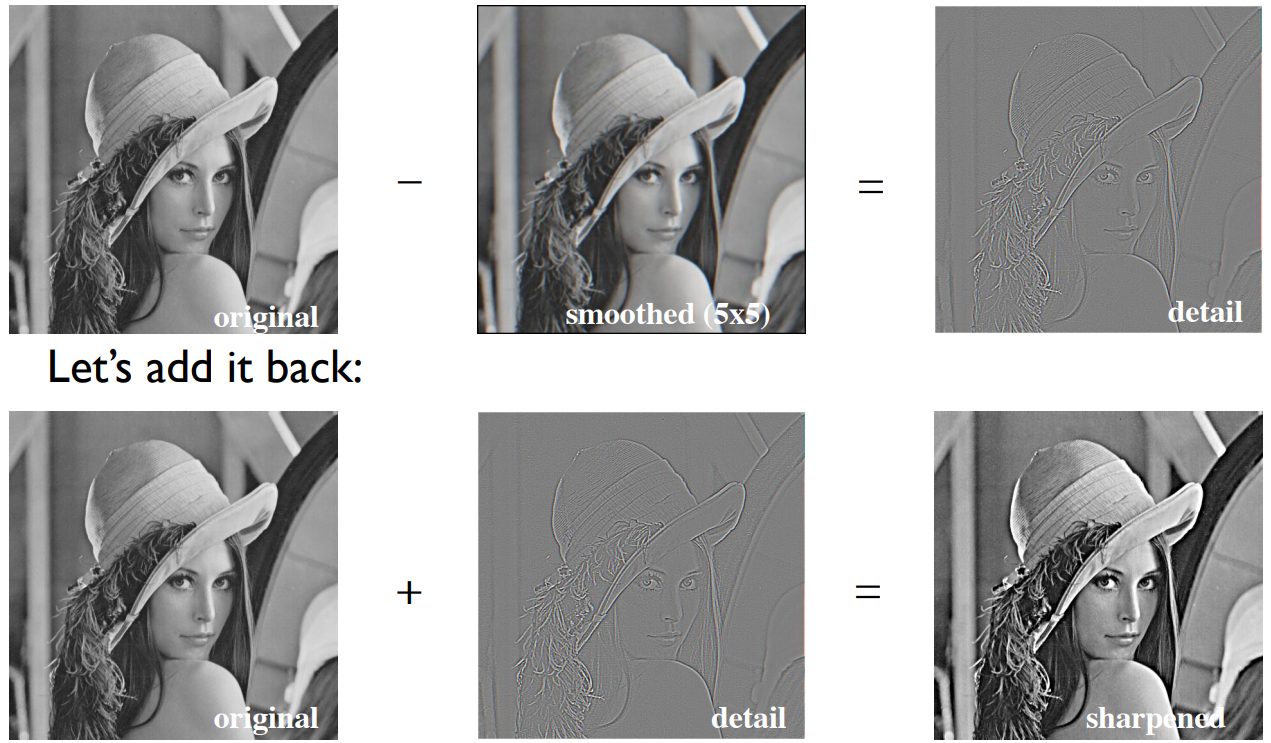 −
=
original
smoothed (5x5)
detail
Let's add it back:
+
=
original
detail
sharpened